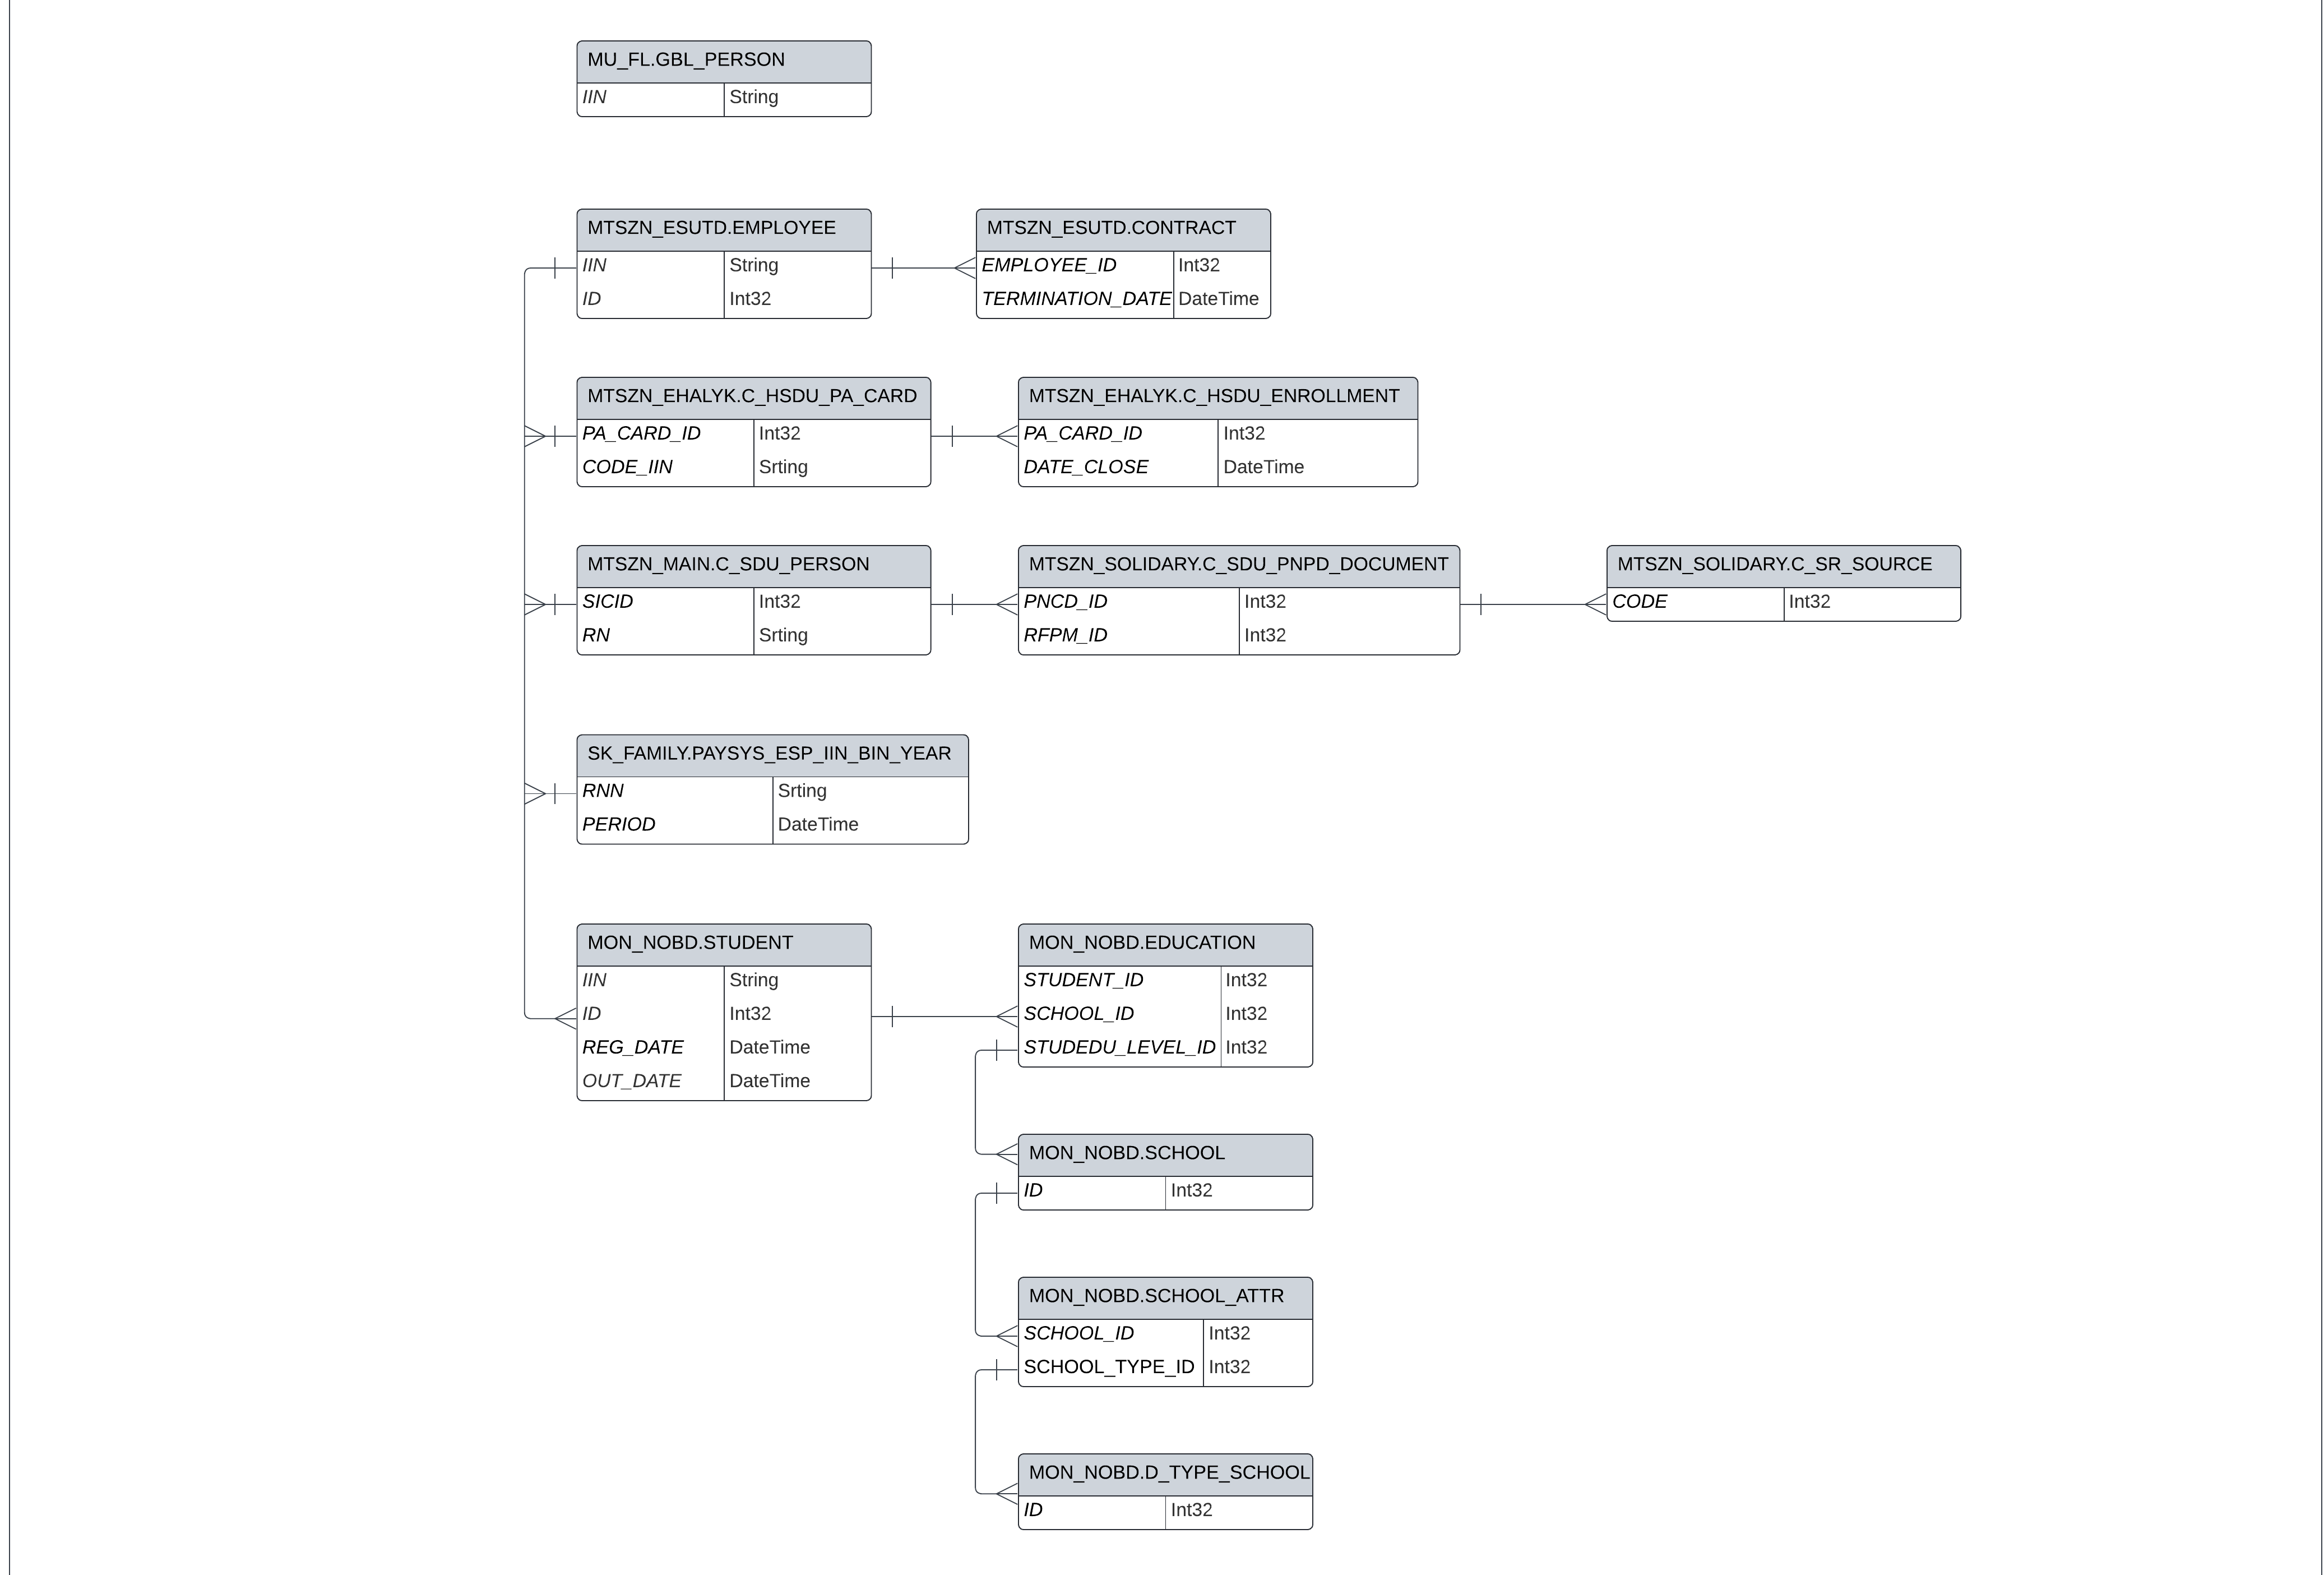 MU_FL.GBL_PERSON
IIN String
MTSZN_ESUTD.EMPLOYEE
IIN String
ID Int32
MTSZN_ESUTD.CONTRACT
EMPLOYEE_ID Int32
TERMINATION_DATE DateTime
MTSZN_EHALYK.C_HSDU_PA_CARD
PA_CARD_ID Int32
CODE_IIN Srting
MTSZN_EHALYK.C_HSDU_ENROLLMENT
PA_CARD_ID Int32
DATE_CLOSE DateTime
MTSZN_MAIN.C_SDU_PERSON
SICID Int32
RN Srting
MTSZN_SOLIDARY.C_SDU_PNPD_DOCUMENT
PNCD_ID Int32
RFPM_ID Int32
MTSZN_SOLIDARY.C_SR_SOURCE
CODE Int32
SK_FAMILY.PAYSYS_ESP_IIN_BIN_YEAR
RNN Srting
PERIOD DateTime
MON_NOBD.STUDENT
IIN String
ID Int32
REG_DATE DateTime
OUT_DATE DateTime
MON_NOBD.EDUCATION
STUDENT_ID Int32
SCHOOL_ID Int32
STUDEDU_LEVEL_ID Int32
MON_NOBD.SCHOOL
ID Int32
MON_NOBD.SCHOOL_ATTR
SCHOOL_ID Int32
SCHOOL_TYPE_ID Int32
MON_NOBD.D_TYPE_SCHOOL
ID Int32